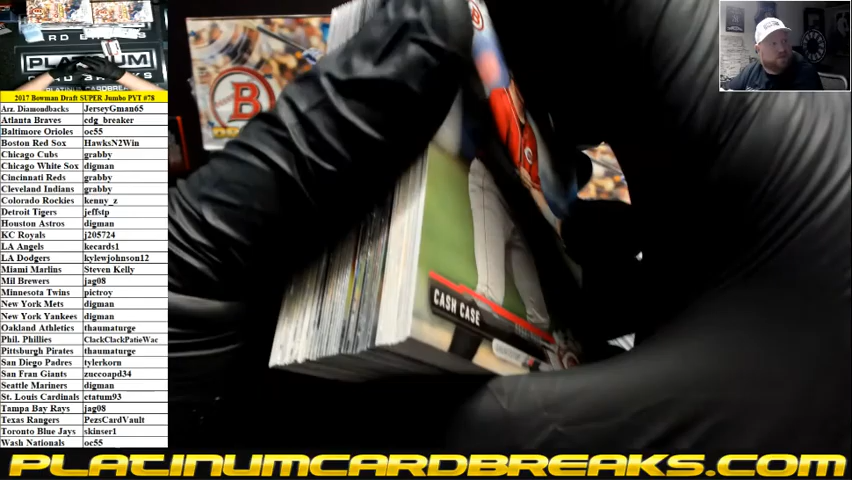 2017 Bowman Draft SUPER Jumbo PYT #78
Arz. Diamondbacks JerseyGman65
Atlanta Braves cdg_breaker
Baltimore Orioles oc55
Boston Red Sox HawksN2Win
Chicago Cubs grabby
Chicago White Sox digman
Cincinnati Reds grabby
Cleveland Indians grabby
Colorado Rockies kenny_z
Detroit Tigers jeffstp
Houston Astros digman
KC Royals j205724
LA Angels kecards1
LA Dodgers kylewjohnson12
Miami Marlins Steven Kelly
Mil Brewers jag08
Minnesota Twins pictroy
New York Mets digman
New York Yankees digman
Oakland Athletics thaumaturge
Phil. Phillies ClackClackPatieWac
Pittsburgh Pirates thaumaturge
San Diego Padres tylerkorn
San Fran Giants zuccoapd34
Seattle Mariners digman
St. Louis Cardinals ctatum93
Tampa Bay Rays jag08
Texas Rangers PezsCardVault
Toronto Blue Jays skinser1
Wash Nationals oc55
PLATINUM
B
CASH CASE
PLATINUMCARDBREAKS.COM